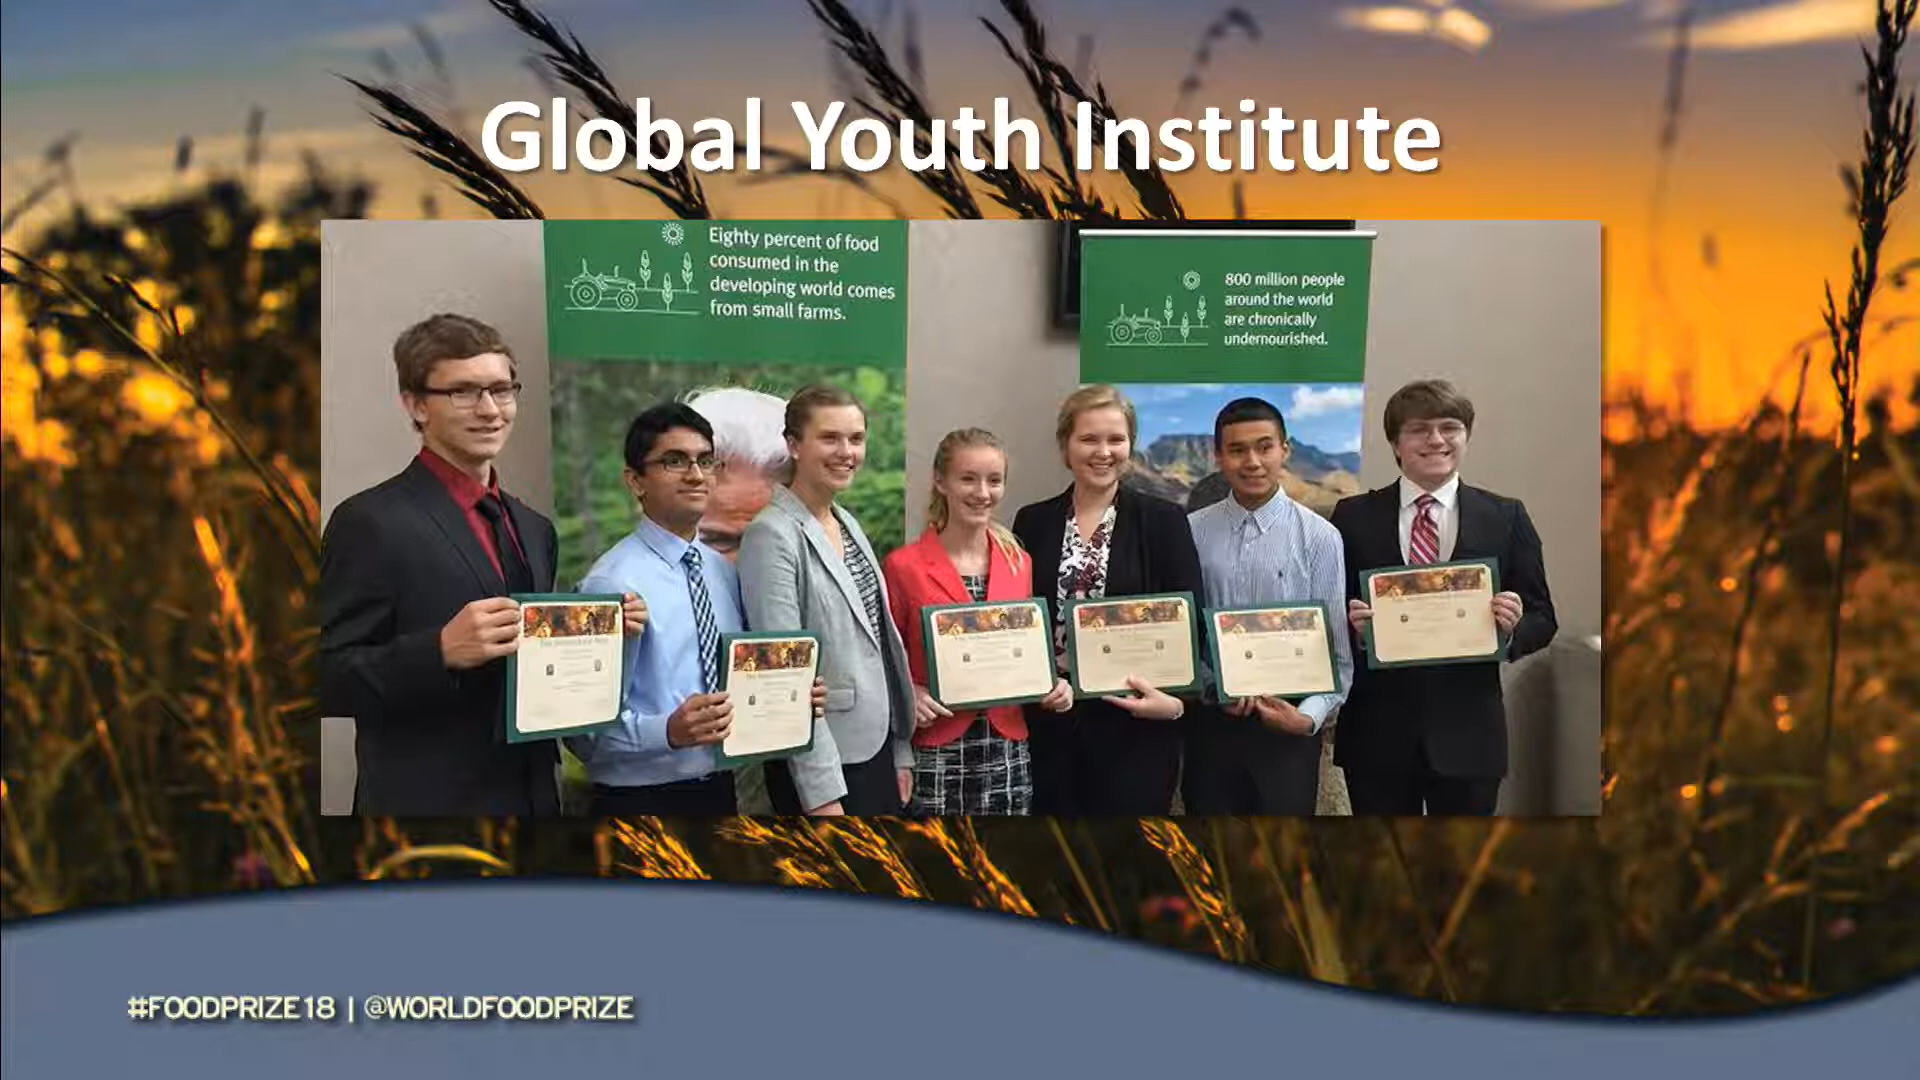 Global Youth Institute
Eighty percent of food
consumed in the
developing world comes
from small farms.
800 million people
around the world
are chronically
undernourished.
#FOODPRIZE18 | @WORLDFOODPRIZE